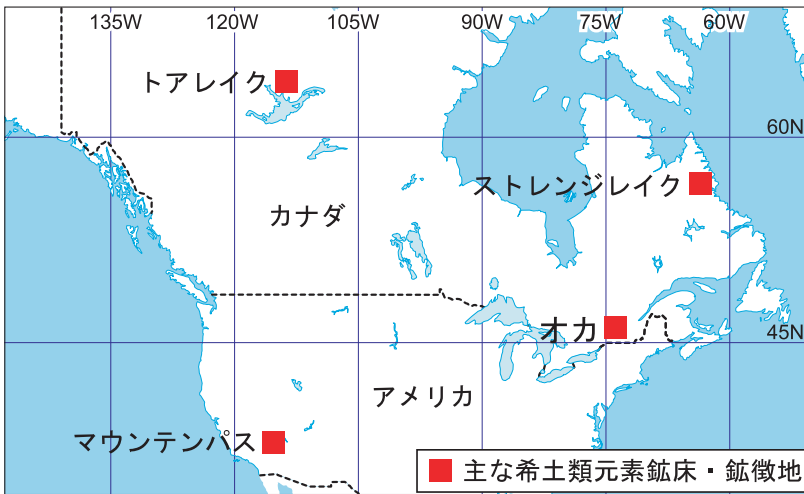 135W 120W 105W 90W 75W 60W
トアレイク
60N
ストレンジレイク
カナダ
オカ
45N
アメリカ
マウンテンパス
主な希土類元素鉱床・鉱徴地